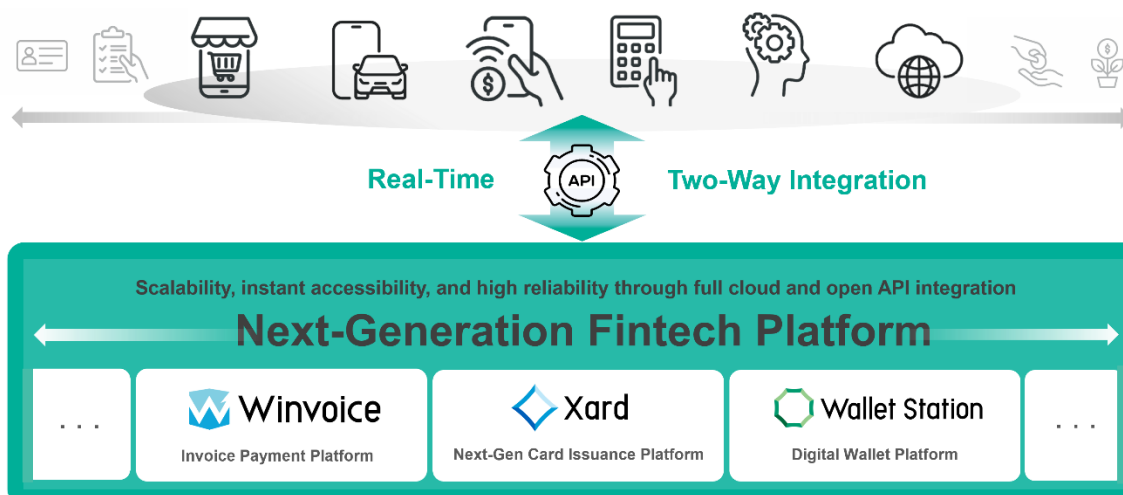 $
$
Real-Time
API
Two-Way Integration
Scalability, instant accessibility, and high reliability through full cloud and open API integration
Next-Generation Fintech Platform
...
Winvoice
Invoice Payment Platform
Xard
Next-Gen Card Issuance Platform
Wallet Station
Digital Wallet Platform
...